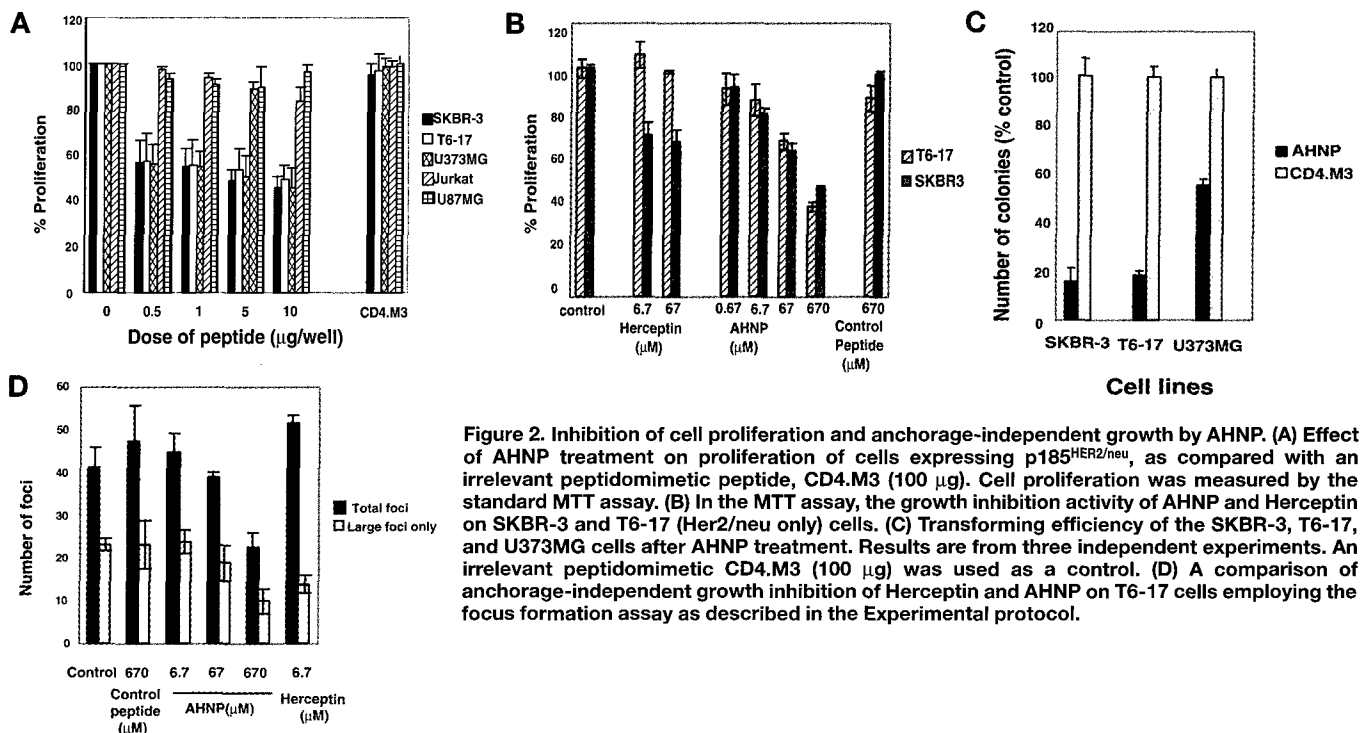 A
% Proliferation
120
100
80
60
40
20
0
0 0.5 1 5 10 CD4.M3
Dose of peptide (μg/well)
SKBR-3
T6-17
U373MG
Jurkat
U87MG
B
% Proliferation
120
100
80
60
40
20
0
control 6.7 67 0.67 6.7 67 670 670
Herceptin (μM)
AHNP (μM)
Control Peptide (μM)
T6-17
SKBR3
C
Number of colonies (% control)
120
100
80
60
40
20
0
SKBR-3 T6-17 U373MG
Cell lines
AHNP
CD4.M3
D
Number of foci
60
50
40
30
20
10
0
Control 670 6.7 67 670 6.7
Control peptide (μM)
AHNP(μM)
Herceptin (μM)
Total foci
Large foci only
Figure 2. Inhibition of cell proliferation and anchorage-independent growth by AHNP. (A) Effect
of AHNP treatment on proliferation of cells expressing p185HER2/neu, as compared with an
irrelevant peptidomimetic peptide, CD4.M3 (100 μg). Cell proliferation was measured by the
standard MTT assay. (B) In the MTT assay, the growth inhibition activity of AHNP and Herceptin
on SKBR-3 and T6-17 (Her2/neu only) cells. (C) Transforming efficiency of the SKBR-3, T6-17,
and U373MG cells after AHNP treatment. Results are from three independent experiments. An
irrelevant peptidomimetic CD4.M3 (100 μg) was used as a control. (D) A comparison of
anchorage-independent growth inhibition of Herceptin and AHNP on T6-17 cells employing the
focus formation assay as described in the Experimental protocol.